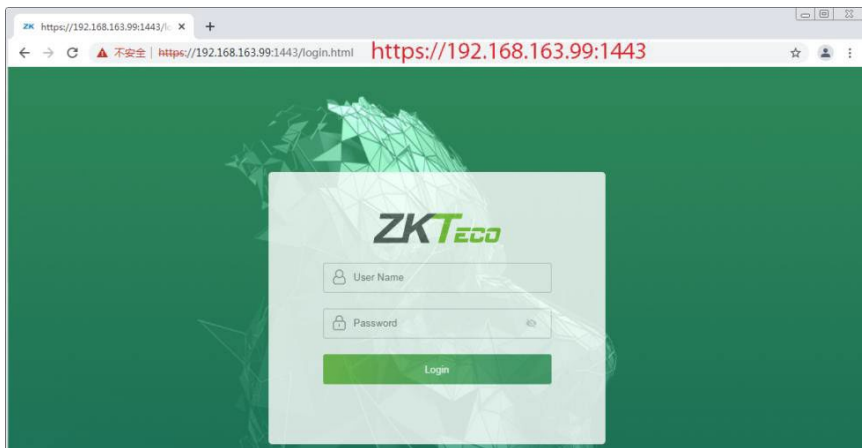 ZK https://192.168.163.99:1443/l
不安全 | https://192.168.163.99:1443/login.html https://192.168.163.99:1443
ZKTECO
User Name
Password
Login